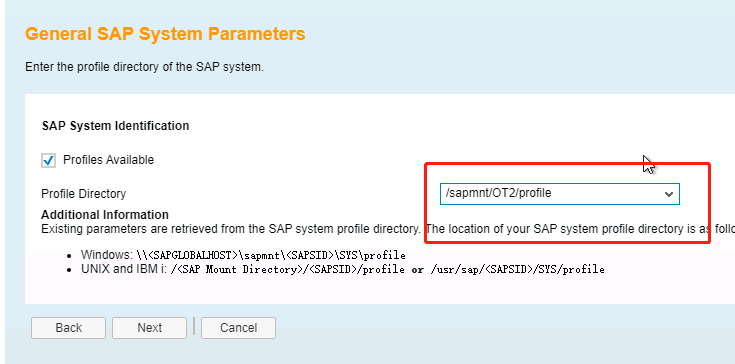 General SAP System Parameters
Enter the profile directory of the SAP system.
SAP System Identification
Profiles Available
Profile Directory
/sapmnt/OT2/profile
Additional Information
Existing parameters are retrieved from the SAP system profile directory. The location of your SAP system profile directory is as
Windows: \\<SAPGLOBALHOST>\sapmnt\<SAPSID>\SYS\profile
UNIX and IBM i: /<SAP Mount Directory>/<SAPSID>/profile or /usr/sap/<SAPSID>/SYS/profile
Back
Next
Cancel